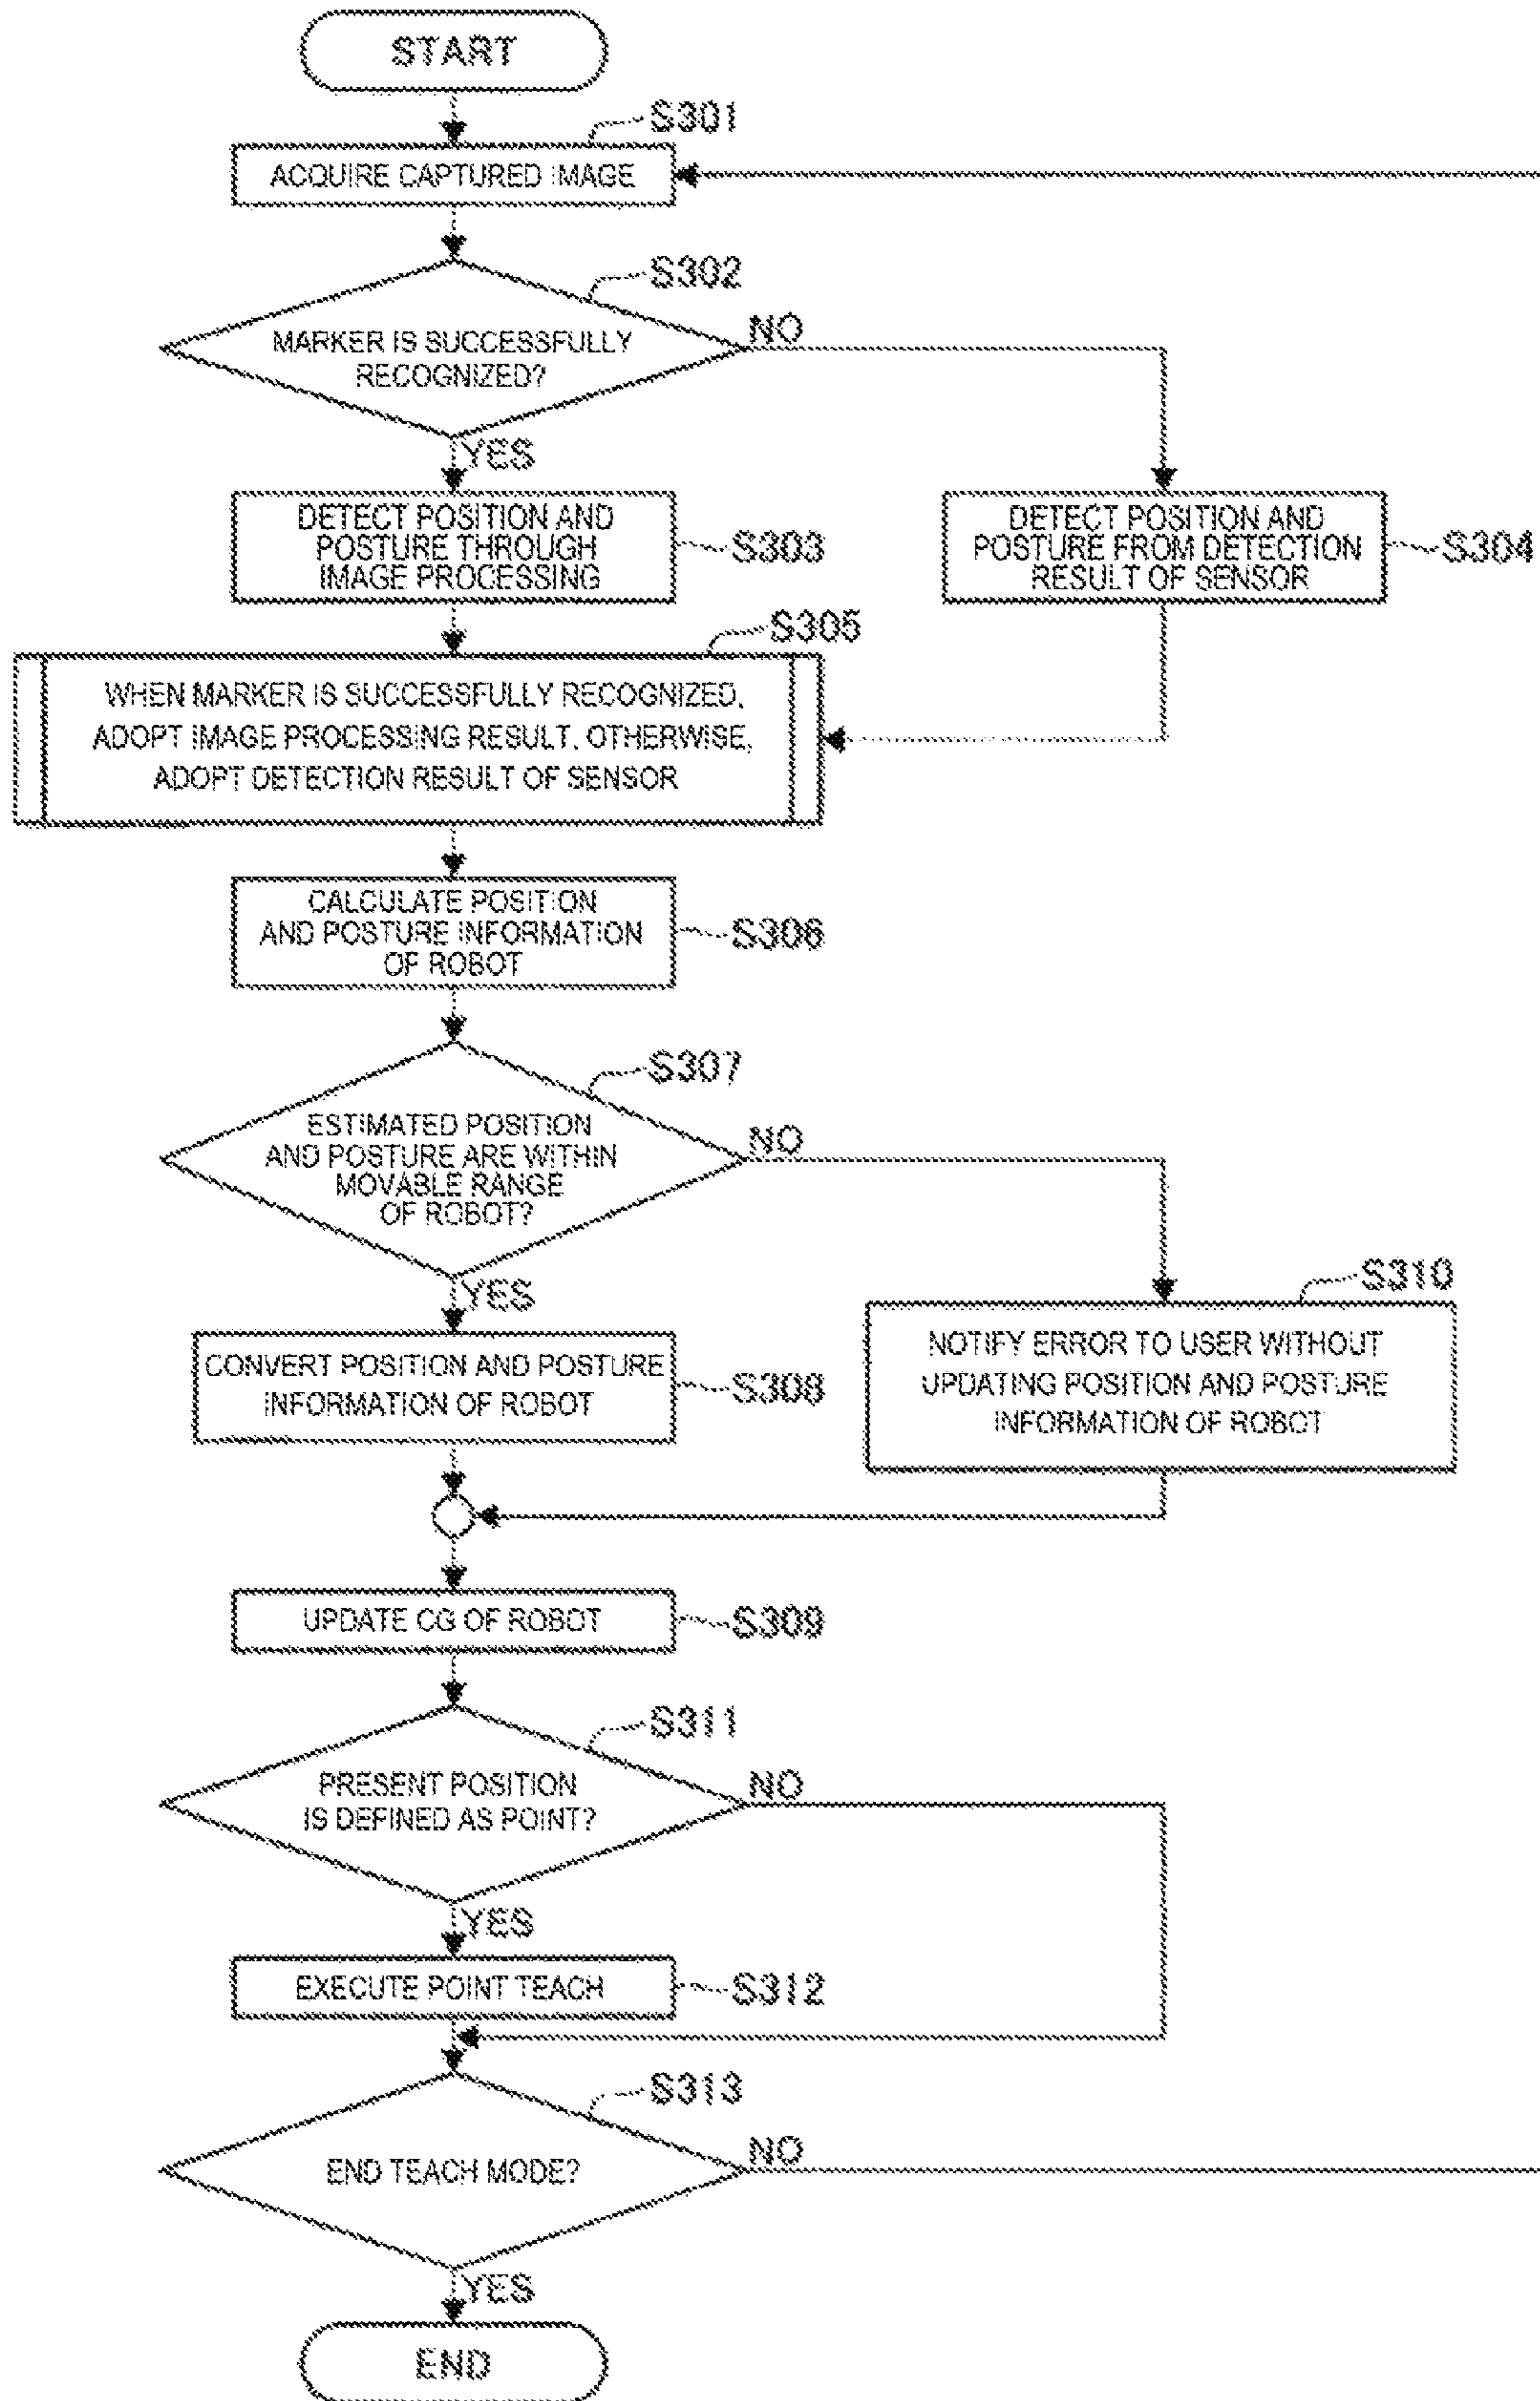 START
S301
ACQUIRE CAPTURED IMAGE
S302
MARKER IS SUCCESSFULLY
RECOGNIZED?
NO
YES
DETECT POSITION AND
POSTURE THROUGH
IMAGE PROCESSING
S303
DETECT POSITION AND
POSTURE FROM DETECTION
RESULT OF SENSOR
S304
S305
WHEN MARKER IS SUCCESSFULLY RECOGNIZED,
ADOPT IMAGE PROCESSING RESULT. OTHERWISE,
ADOPT DETECTION RESULT OF SENSOR
CALCULATE POSITION
AND POSTURE INFORMATION
OF ROBOT
S306
S307
ESTIMATED POSITION
AND POSTURE ARE WITHIN
MOVABLE RANGE
OF ROBOT?
NO
YES
CONVERT POSITION AND POSTURE
INFORMATION OF ROBOT
S308
S310
NOTIFY ERROR TO USER WITHOUT
UPDATING POSITION AND POSTURE
INFORMATION OF ROBOT
UPDATE CG OF ROBOT
S309
S311
PRESENT POSITION
IS DEFINED AS POINT?
NO
YES
EXECUTE POINT TEACH
S312
S313
END TEACH MODE?
NO
YES
END